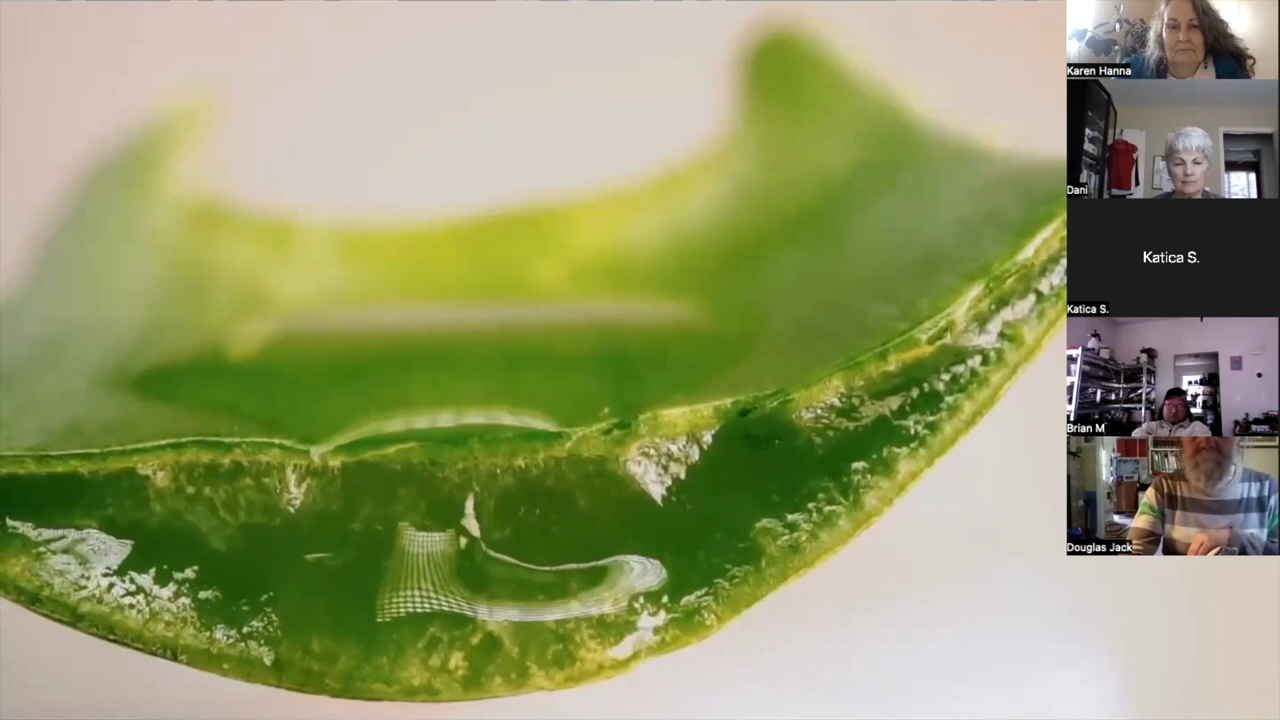 Karen Hanna
Dani
Katica S.
Katica S.
Brian M
Douglas Jack